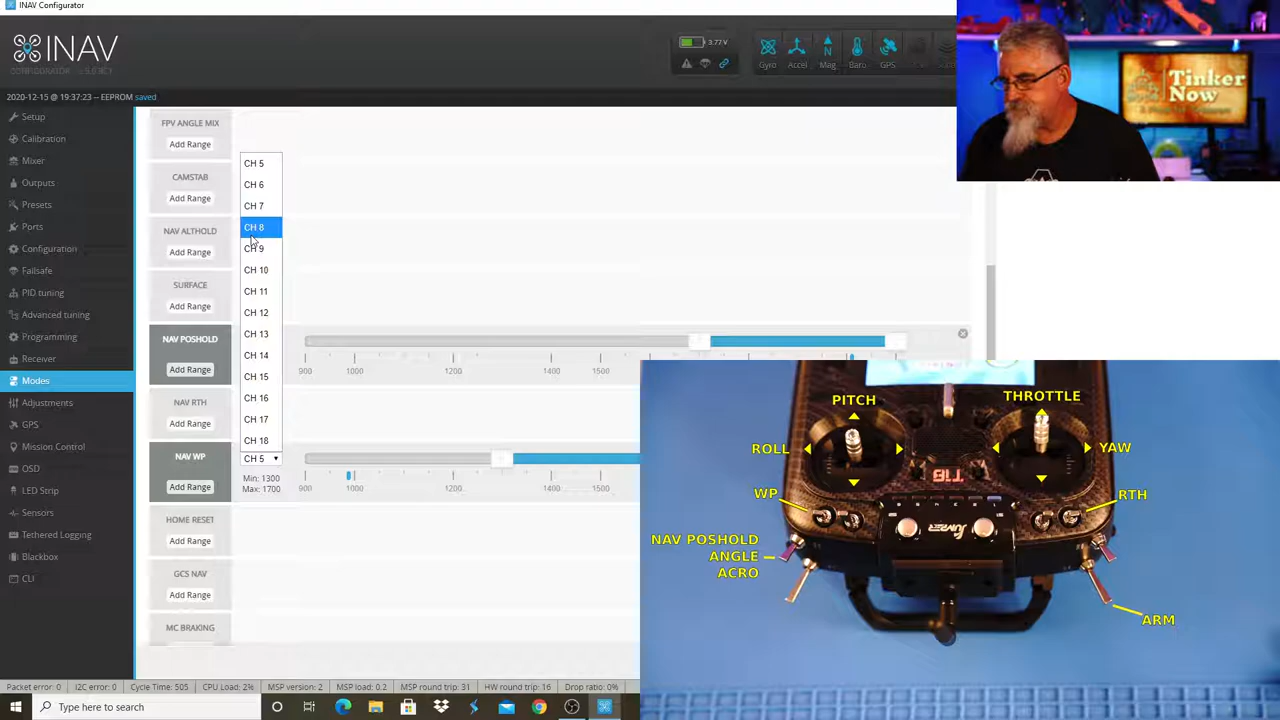 INAV Configurator
INAV
3.77V
Gyro
Accel
Mag
Baro
GPS
2020-12-15 @ 19:37:23 -- EEPROM saved
Tinker
Now
Setup
Calibration
Mixer
Outputs
Presets
Ports
Configuration
Failsafe
PID tuning
Advanced tuning
Programming
Receiver
Modes
Adjustments
GPS
Mission Control
OSD
LED Strip
Sensors
Tethered Logging
Blackbox
CLI
FPV ANGLE MIX
Add Range
CAMSTAB
Add Range
NAV ALTHOLD
Add Range
SURFACE
Add Range
NAV POSHOLD
Add Range
NAV RTH
Add Range
NAV WP
Add Range
HOME RESET
Add Range
GCS NAV
Add Range
MC BRAKING
CH 5
CH 6
CH 7
CH 8
CH 9
CH 10
CH 11
CH 12
CH 13
CH 14
CH 15
CH 16
CH 17
CH 18
CH 5
Min: 1300
Max: 1700
900 1000 1200 1400 1500
900 1000 1200 1400 1500
PITCH
THROTTLE
ROLL
YAW
WP
RTH
NAV POSHOLD
ANGLE
ACRO
ARM
T16
JUMPER
Packet error: 0 I2C error: 0 Cycle Time: 505 CPU Load: 2% MSP version: 2 MSP load: 0.2 MSP round trip: 31 HW round trip: 16 Drop ratio: 0%
Type here to search